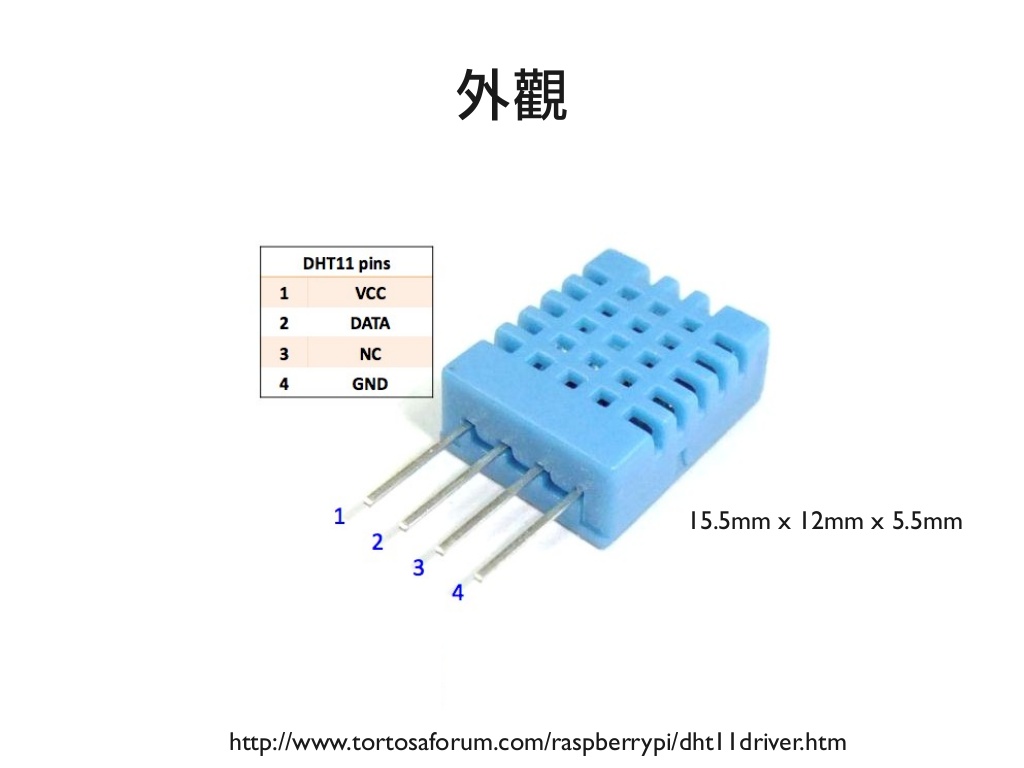 外觀
DHT11 pins
1 VCC
2 DATA
3 NC
4 GND
1
2
3
4
15.5mm x 12mm x 5.5mm
http://www.tortosaforum.com/raspberrypi/dht11driver.htm